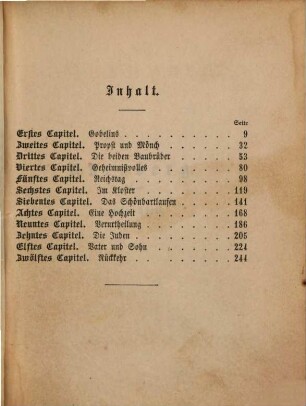 Inhalt.
Seite
Erstes Capitel. Gobelius . . . . . . . . . . 9
Zweites Capitel. Propst und Mönch . . . . . . . 32
Drittes Capitel. Die beiden Baubrüder . . . . . . 53
Viertes Capitel. Geheimnißvolles . . . . . . . . 80
Fünftes Capitel. Reichstag . . . . . . . . . . 98
Sechstes Capitel. Im Kloster . . . . . . . . . 119
Siebentes Capitel. Das Schönbartlaufen . . . . . 141
Achtes Capitel. Eine Hochzeit . . . . . . . . . 168
Neuntes Capitel. Verurtheilung . . . . . . . . 186
Zehntes Capitel. Die Juden . . . . . . . . . . 205
Elftes Capitel. Vater und Sohn . . . . . . . . 224
Zwölftes Capitel. Rückkehr . . . . . . . . . . 244